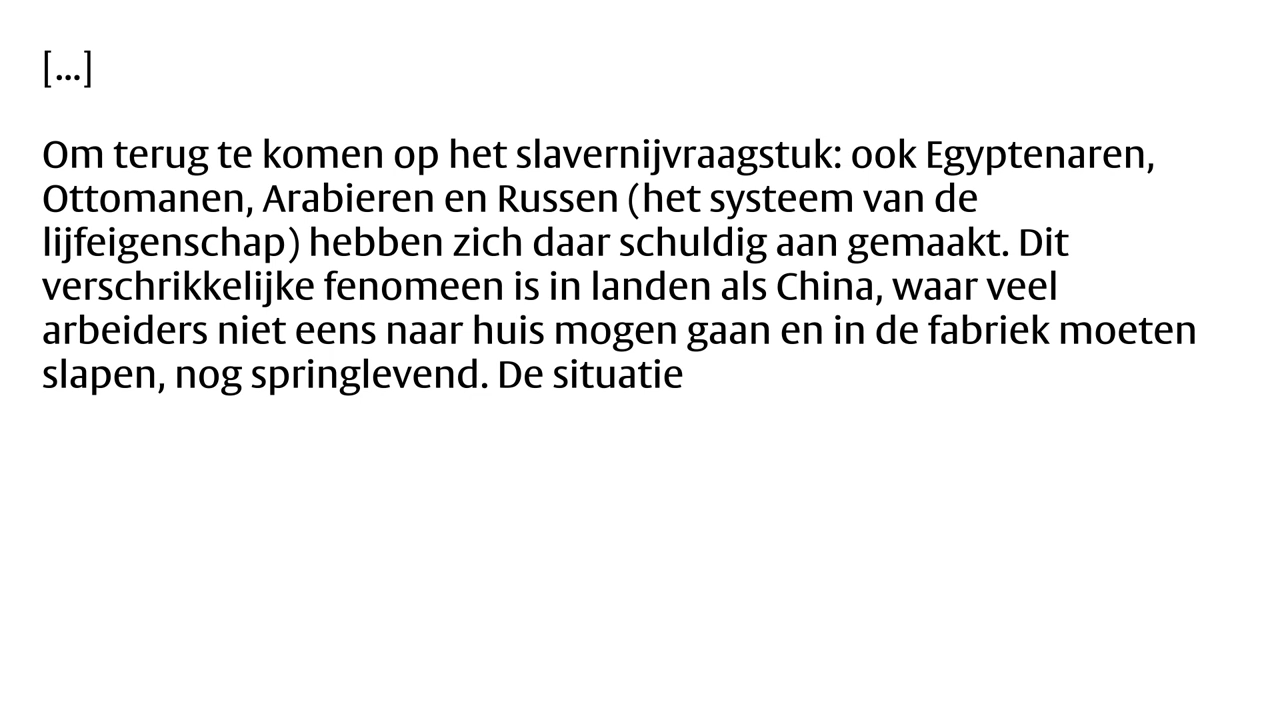 [...]
Om terug te komen op het slavernijvraagstuk: ook Egyptenaren,
Ottomanen, Arabieren en Russen (het systeem van de
lijfeigenschap) hebben zich daar schuldig aan gemaakt. Dit
verschrikkelijke fenomeen is in landen als China, waar veel
arbeiders niet eens naar huis mogen gaan en in de fabriek moeten
slapen, nog springlevend. De situatie